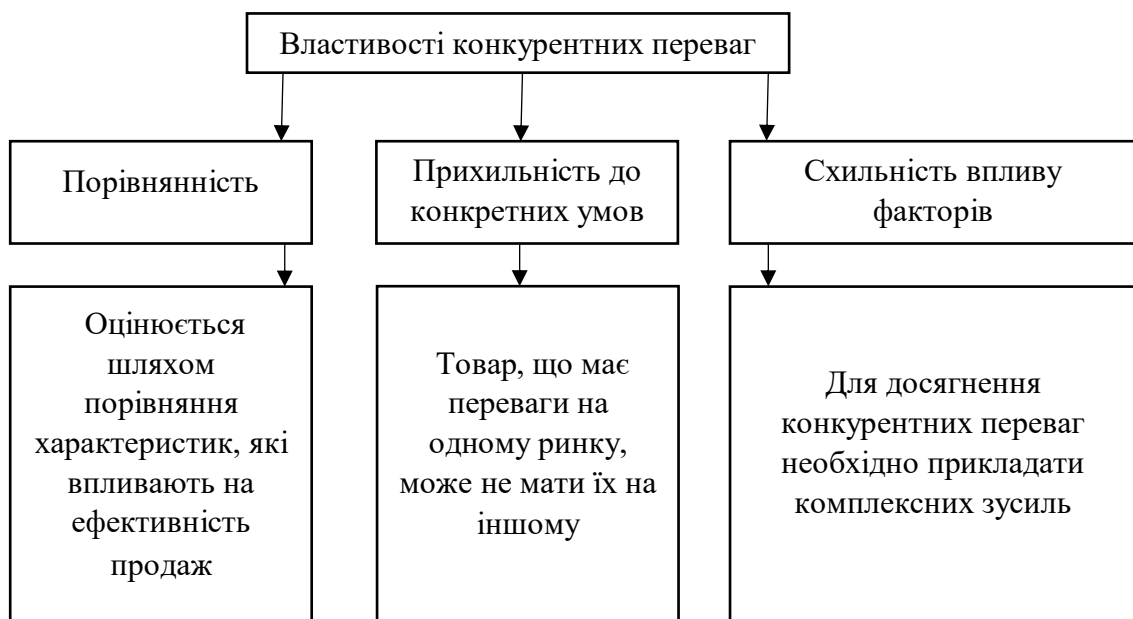 Властивості конкурентних переваг
Порівнянність
Прихильність до
конкретних умов
Схильність впливу
факторів
Оцінюється
шляхом
порівняння
характеристик, які
впливають на
ефективність
продаж
Товар, що має
переваги на
одному ринку,
може не мати їх на
іншому
Для досягнення
конкурентних переваг
необхідно прикладати
комплексних зусиль